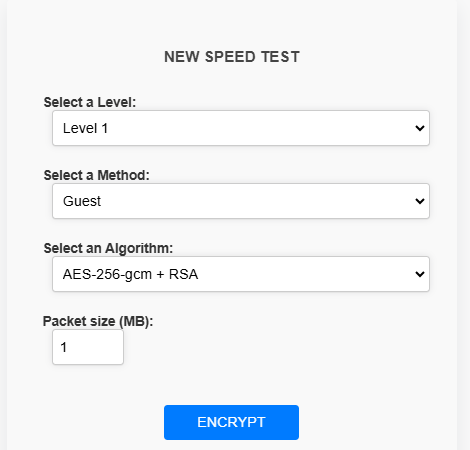 NEW SPEED TEST
Select a Level:
Level 1
Select a Method:
Guest
Select an Algorithm:
AES-256-gcm + RSA
Packet size (MB):
1
ENCRYPT